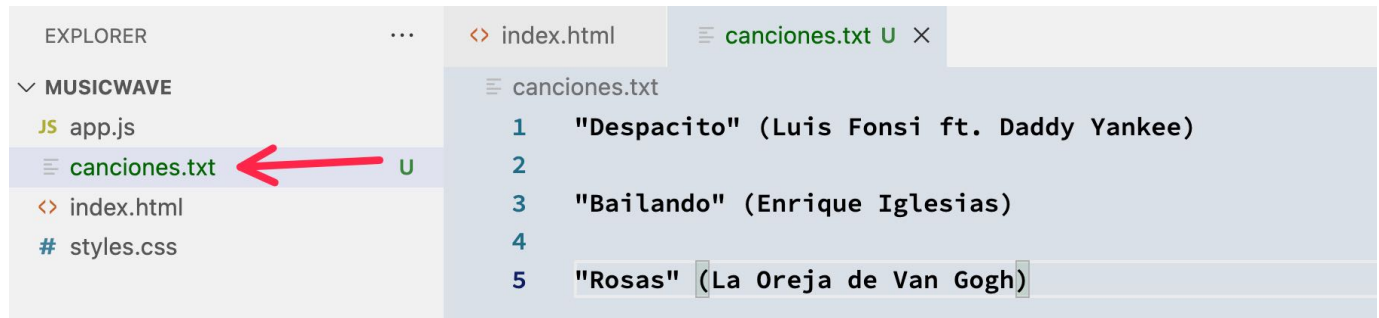 EXPLORER ...
MUSICWAVE
JS app.js
canciones.txt U
<> index.html
# styles.css
<> index.html canciones.txt U ×
canciones.txt
1 "Despacito" (Luis Fonsi ft. Daddy Yankee)
2
3 "Bailando" (Enrique Iglesias)
4
5 "Rosas" (La Oreja de Van Gogh)